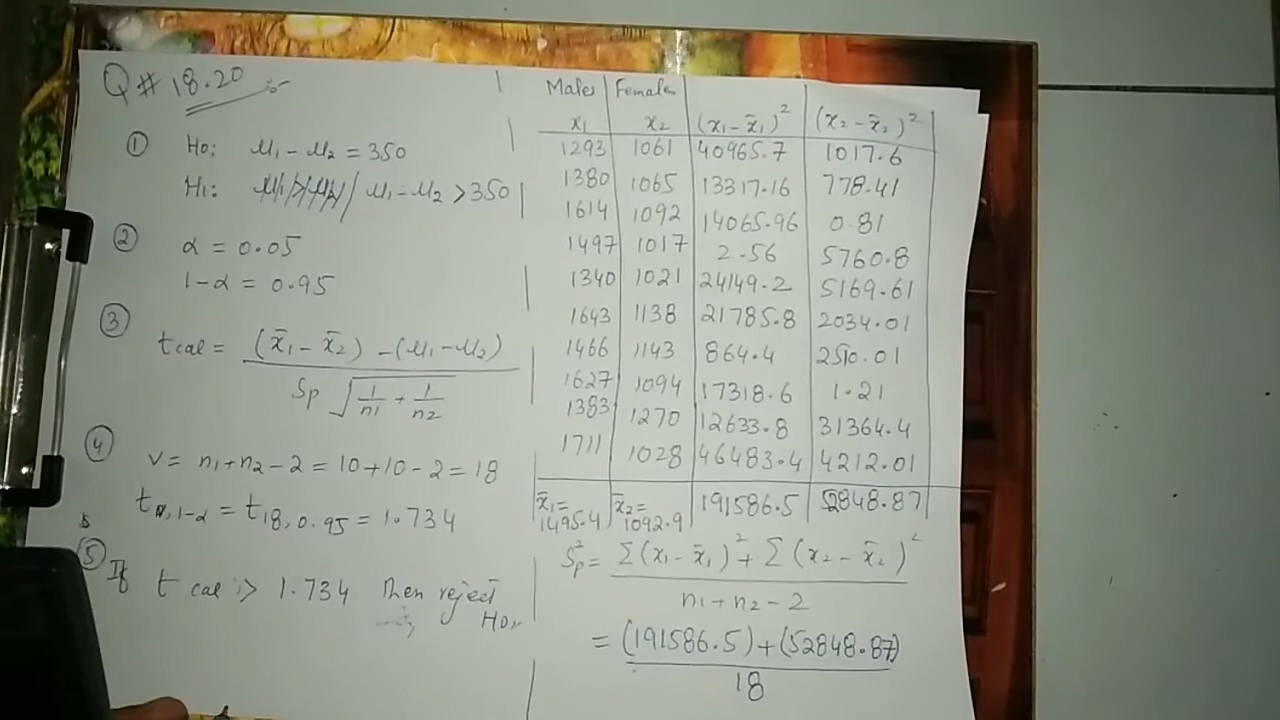 Q # 18.20 :-
① H0: μ1 - μ2 = 350
H1: μ1 - μ2 > 350
② α = 0.05
1-α = 0.95
③ tcal = (x̄1 - x̄2) - (μ1 - μ2)
Sp √ 1/n1 + 1/n2
④ v = n1+n2-2 = 10+10-2 = 18
tv,1-α = t18,0.95 = 1.734
⑤ If t cal > 1.734 then reject
H0
Males Females
x1 x2 (x1-x̄1)² (x2-x̄2)²
1293 1061 40965.7 1017.6
1380 1065 13317.16 778.41
1614 1092 14065.96 0.81
1497 1017 2.56 5760.8
1340 1021 24149.2 5169.61
1643 1138 21785.8 2034.01
1466 1143 864.4 2510.01
1627 1094 17318.6 1.21
1383 1270 12633.8 31364.4
1711 1028 46483.4 4212.01
x̄1= x̄2= 191586.5 52848.87
1495.4 1092.9
Sp² = Σ(x1-x̄1)² + Σ(x2-x̄2)²
n1+n2-2
= (191586.5)+(52848.87)
18